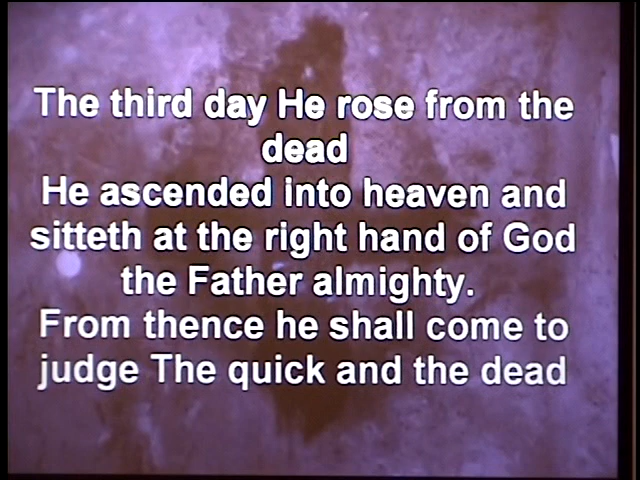 The third day He rose from the
dead
He ascended into heaven and
sitteth at the right hand of God
the Father almighty.
From thence he shall come to
judge The quick and the dead